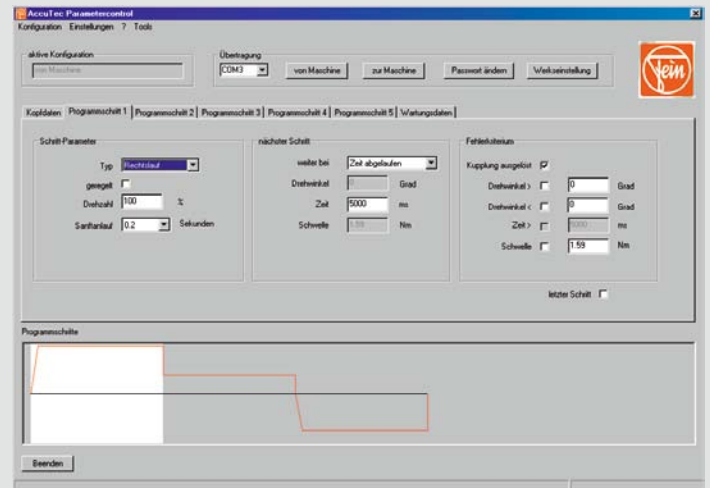 AccuTec Parametercontrol
Konfiguration Einstellungen ? Tools
aktive Konfiguration
von Maschine
Übertragung
COM3
von Maschine
zur Maschine
Passwort ändern
Werkseinstellung
Fein
Kopfdaten Programmschritt 1 Programmschritt 2 Programmschritt 3 Programmschritt 4 Programmschritt 5 Wartungsdaten
Schritt-Parameter
Typ Rechtslauf
geregelt
Drehzahl 100 %
Sanftanlauf 0.2 Sekunden
nächster Schritt
weiter bei Zeit abgelaufen
Drehwinkel 0 Grad
Zeit 5000 ms
Schwelle 1.59 Nm
Fehlerkriterium
Kupplung ausgelöst
Drehwinkel > 0 Grad
Drehwinkel < 0 Grad
Zeit > 5000 ms
Schwelle 1.59 Nm
letzter Schritt
Programmschritte
Beenden